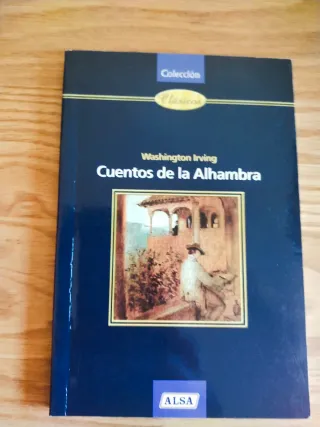 Colección
Clásicos
Washington Irving
Cuentos de la Alhambra
ALSA